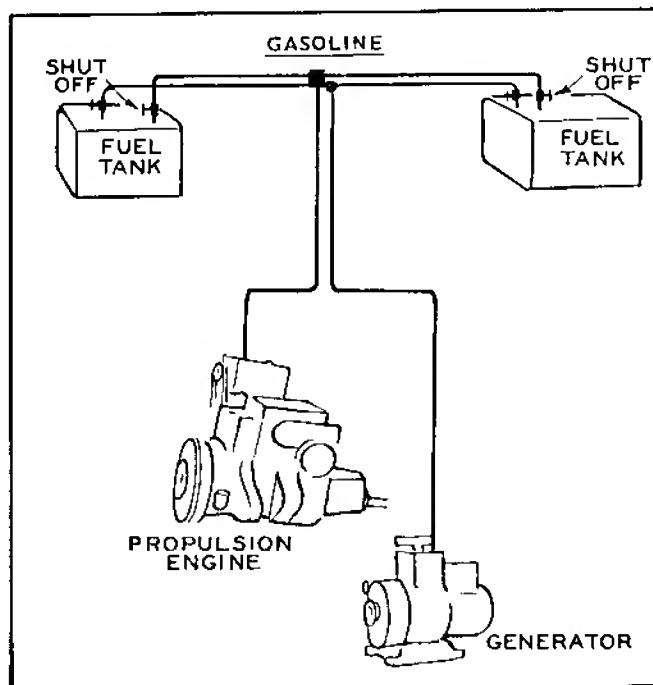 GASOLINE
SHUT
OFF
SHUT
OFF
FUEL
TANK
FUEL
TANK
PROPULSION
ENGINE
GENERATOR